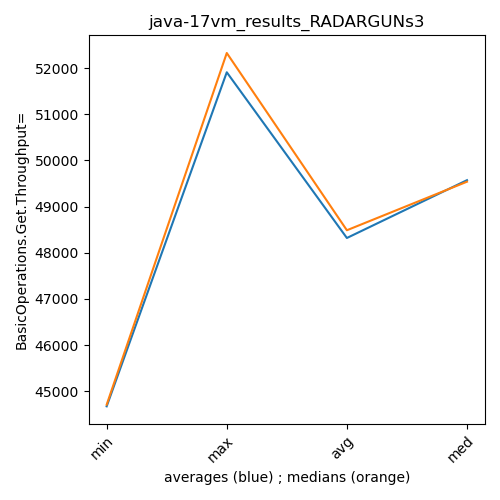 java-17vm_results_RADARGUNs3
BasicOperations.Get.Throughput=
52000
51000
50000
49000
48000
47000
46000
45000
min
max
avg
med
averages (blue) ; medians (orange)